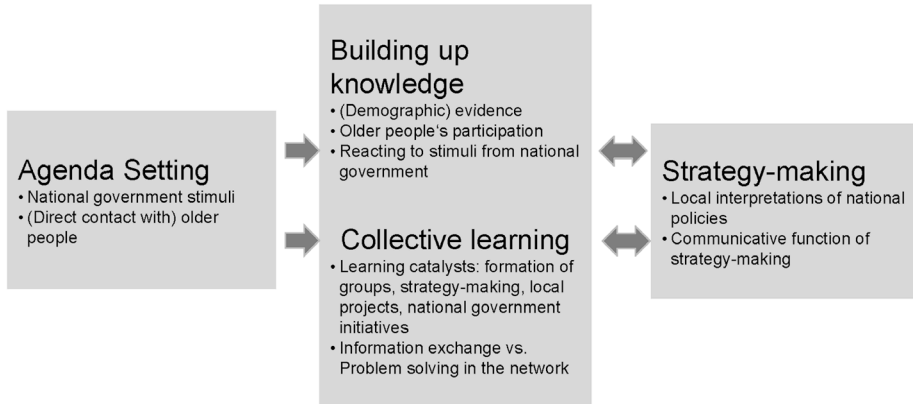 Agenda Setting
• National government stimuli
• (Direct contact with) older
people
Building up
knowledge
• (Demographic) evidence
• Older people‘s participation
• Reacting to stimuli from national
government
Collective learning
• Learning catalysts: formation of
groups, strategy-making, local
projects, national government
initiatives
• Information exchange vs.
Problem solving in the network
Strategy-making
• Local interpretations of national
policies
• Communicative function of
strategy-making